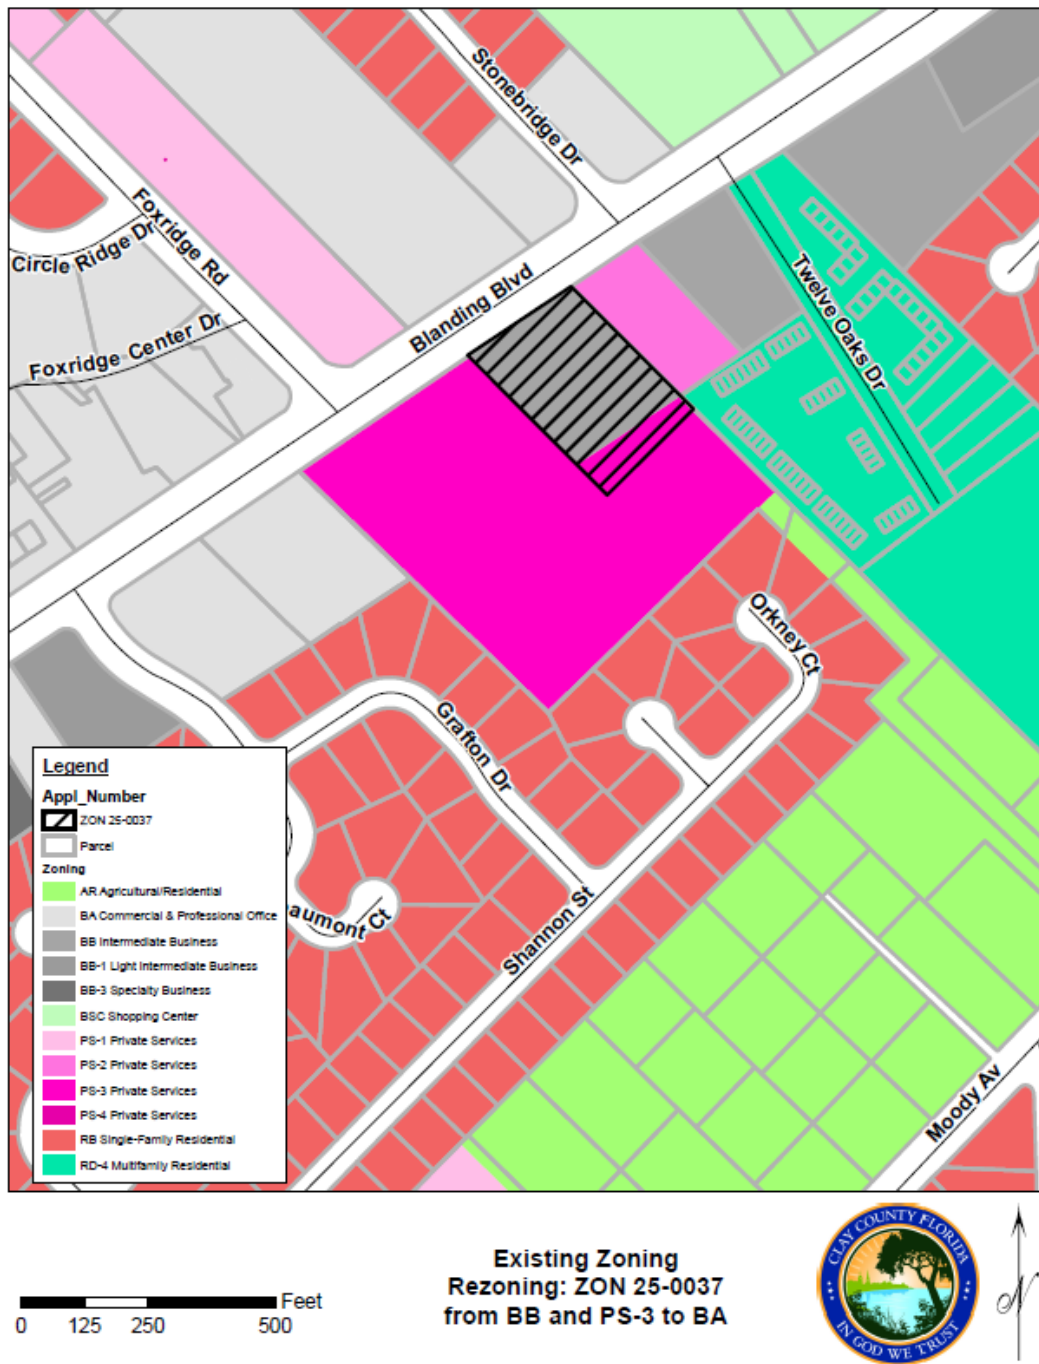 Stonebridge Dr
Foxridge Rd
Circle Ridge Dr
Foxridge Center Dr
Blanding Blvd
Twelve Oaks Dr
Orkney Ct
Grafton Dr
Shannon St
aumont Ct
Moody Av
Legend
Appl_Number
ZON 25-0037
Parcel
Zoning
AR Agricultural/Residential
BA Commercial & Professional Office
BB Intermediate Business
BB-1 Light Intermediate Business
BB-3 Specialty Business
BSC Shopping Center
PS-1 Private Services
PS-2 Private Services
PS-3 Private Services
PS-4 Private Services
RB Single-Family Residential
RD-4 Multifamily Residential
0 125 250 500 Feet
Existing Zoning
Rezoning: ZON 25-0037
from BB and PS-3 to BA
CLAY COUNTY FLORIDA
IN GOD WE TRUST
N